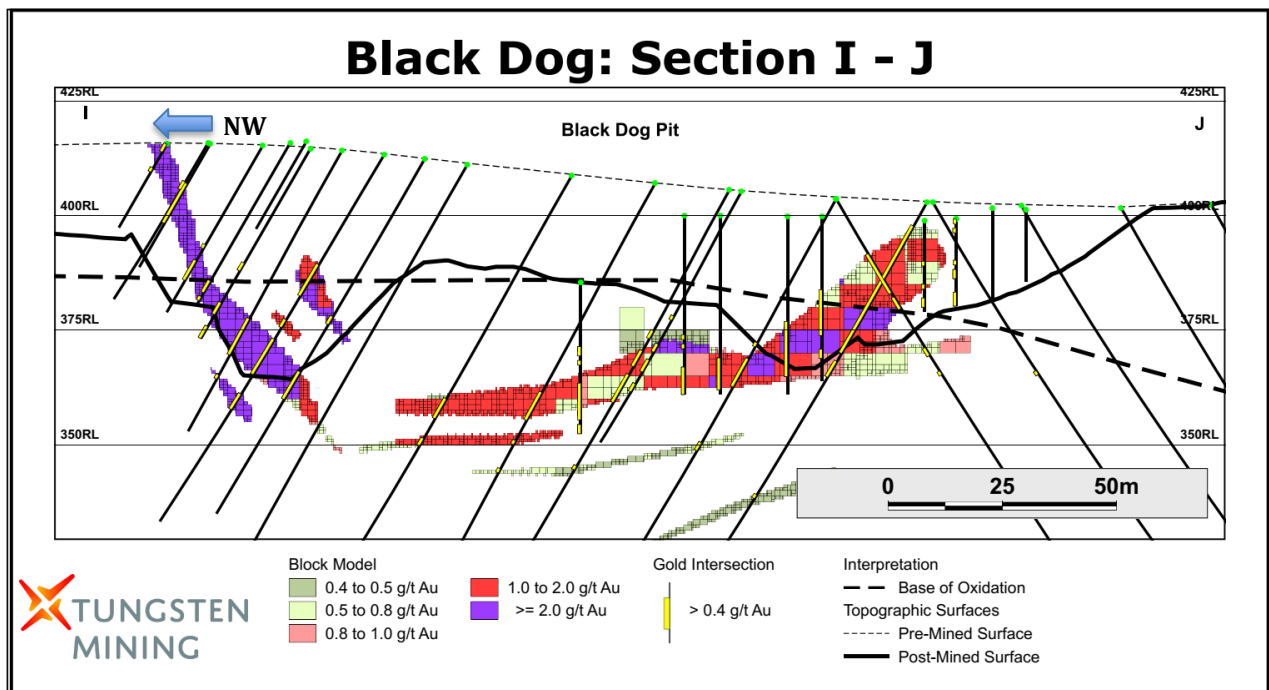 Black Dog: Section I - J
425RL
425RL
I
NW
Black Dog Pit
J
400RL
400RL
375RL
375RL
350RL
350RL
0
25
50m
Block Model
0.4 to 0.5 g/t Au
0.5 to 0.8 g/t Au
0.8 to 1.0 g/t Au
1.0 to 2.0 g/t Au
>= 2.0 g/t Au
Gold Intersection
> 0.4 g/t Au
Interpretation
Base of Oxidation
Topographic Surfaces
Pre-Mined Surface
Post-Mined Surface
TUNGSTEN
MINING